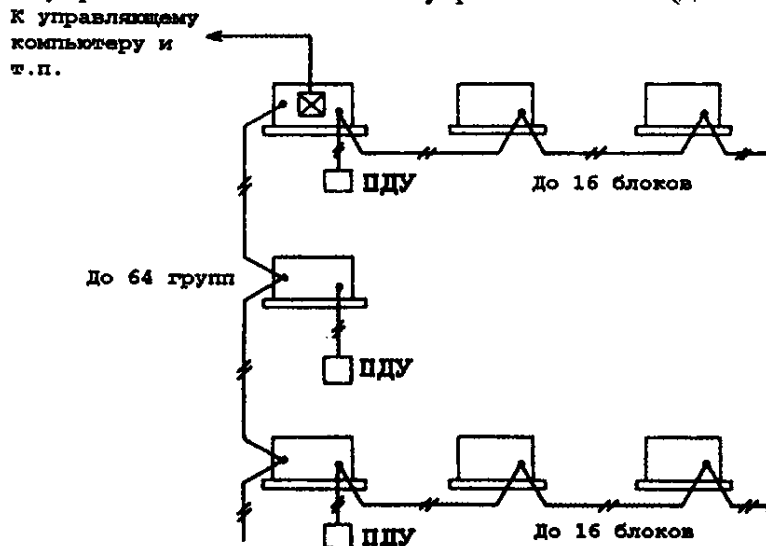 К управляющему
компьютеру и
т.п.
ПДУ
До 16 блоков
До 64 групп
ПДУ
До 16 блоков
ПДУ